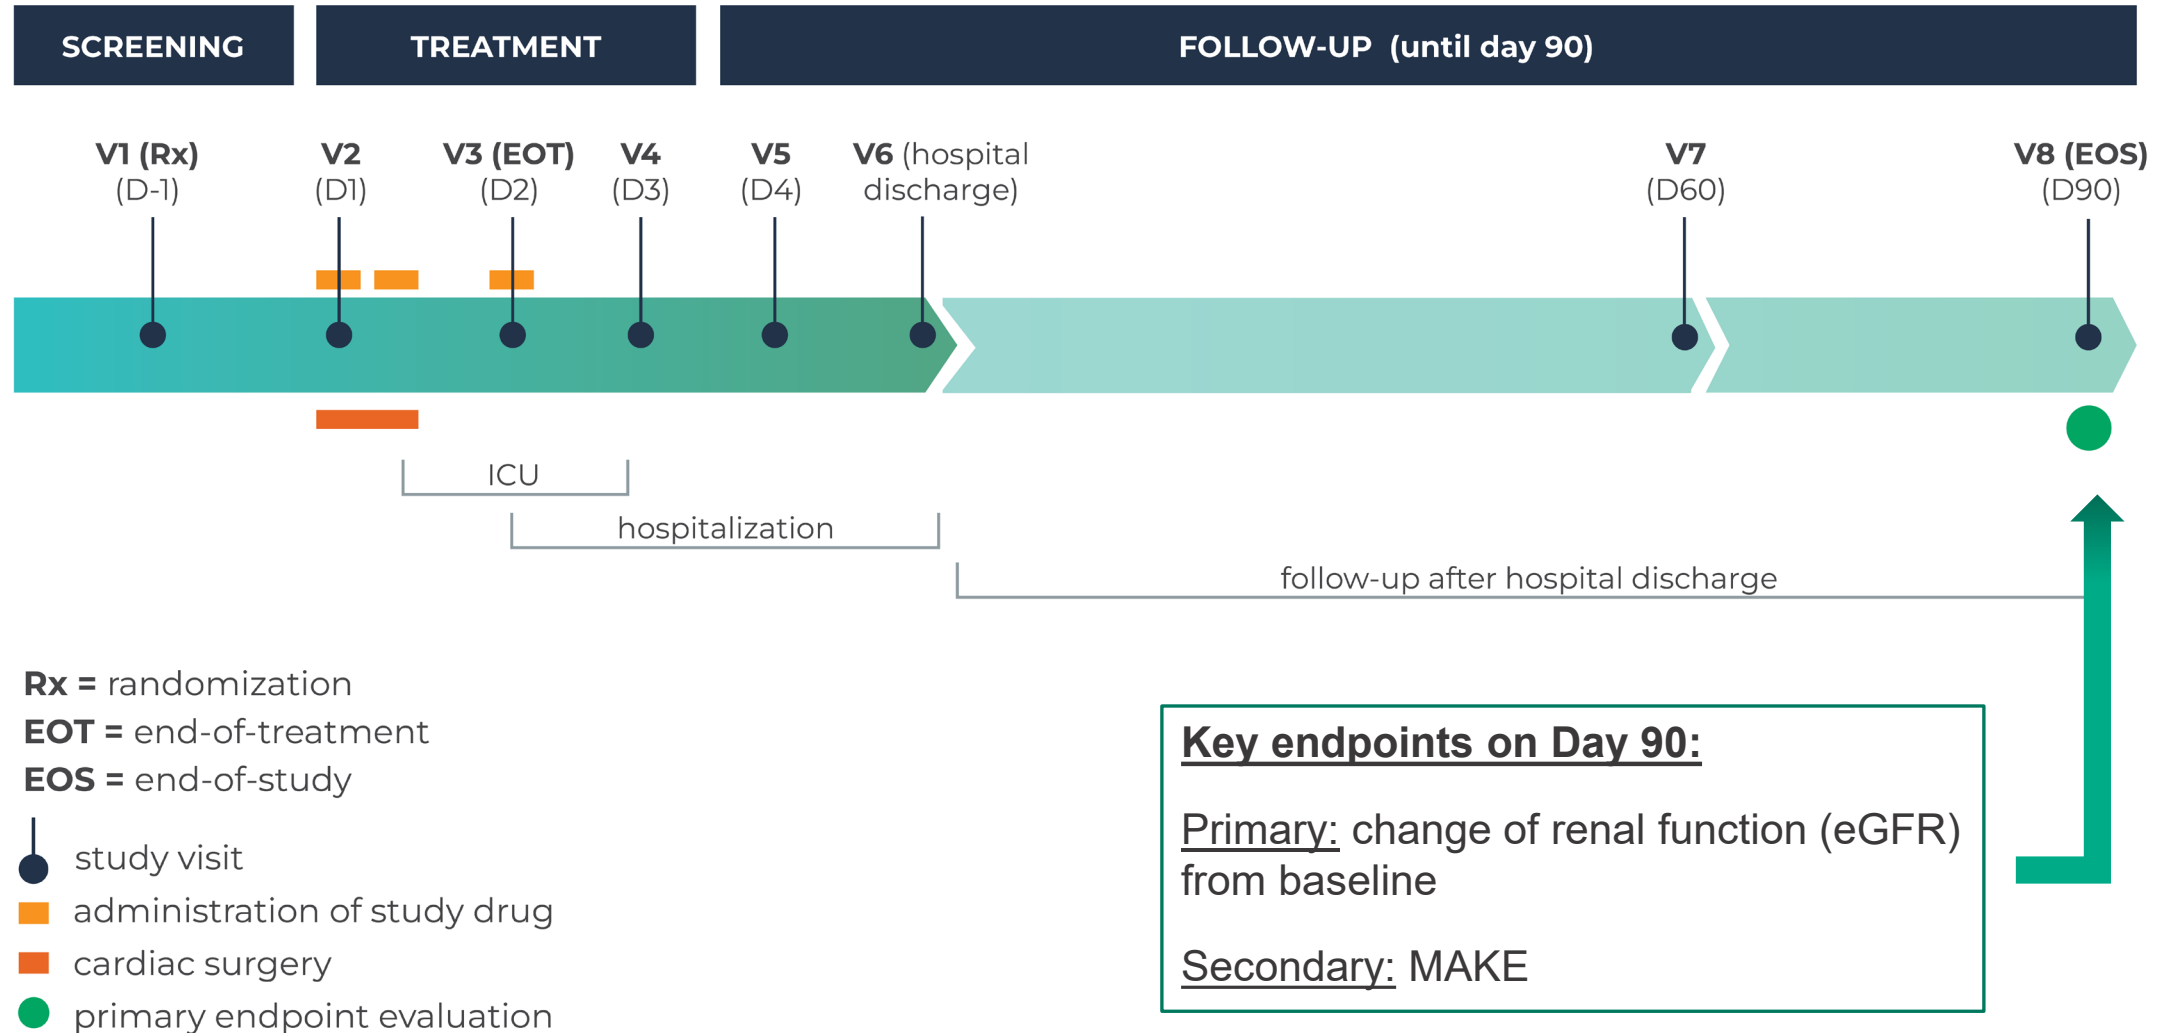 SCREENING
TREATMENT
FOLLOW-UP (until day 90)
V1 (Rx)
(D-1)
V2
(D1)
V3 (EOT)
(D2)
V4
(D3)
V5
(D4)
V6 (hospital
discharge)
V7
(D60)
V8 (EOS)
(D90)
ICU
hospitalization
follow-up after hospital discharge
Rx = randomization
EOT = end-of-treatment
EOS = end-of-study
study visit
administration of study drug
cardiac surgery
primary endpoint evaluation
Key endpoints on Day 90:
Primary: change of renal function (eGFR)
from baseline
Secondary: MAKE